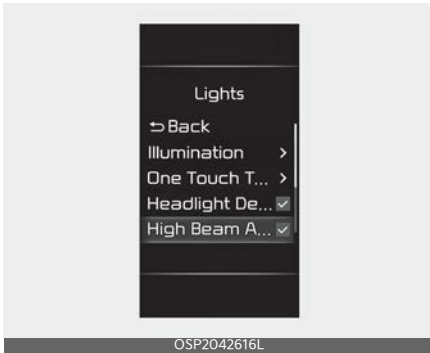 Lights
⮌ Back
Illumination >
One Touch T... >
Headlight De... ✓
High Beam A... ✓
OSP2042616L